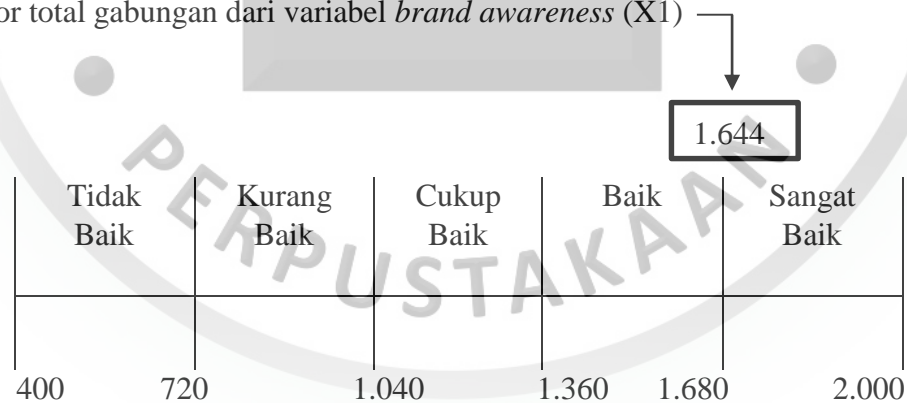 or total gabungan dari variabel brand awareness (X1)
1.644
Tidak Baik
Kurang Baik
Cukup Baik
Baik
Sangat Baik
PERPUSTAKAAN
400 720 1.040 1.360 1.680 2.000